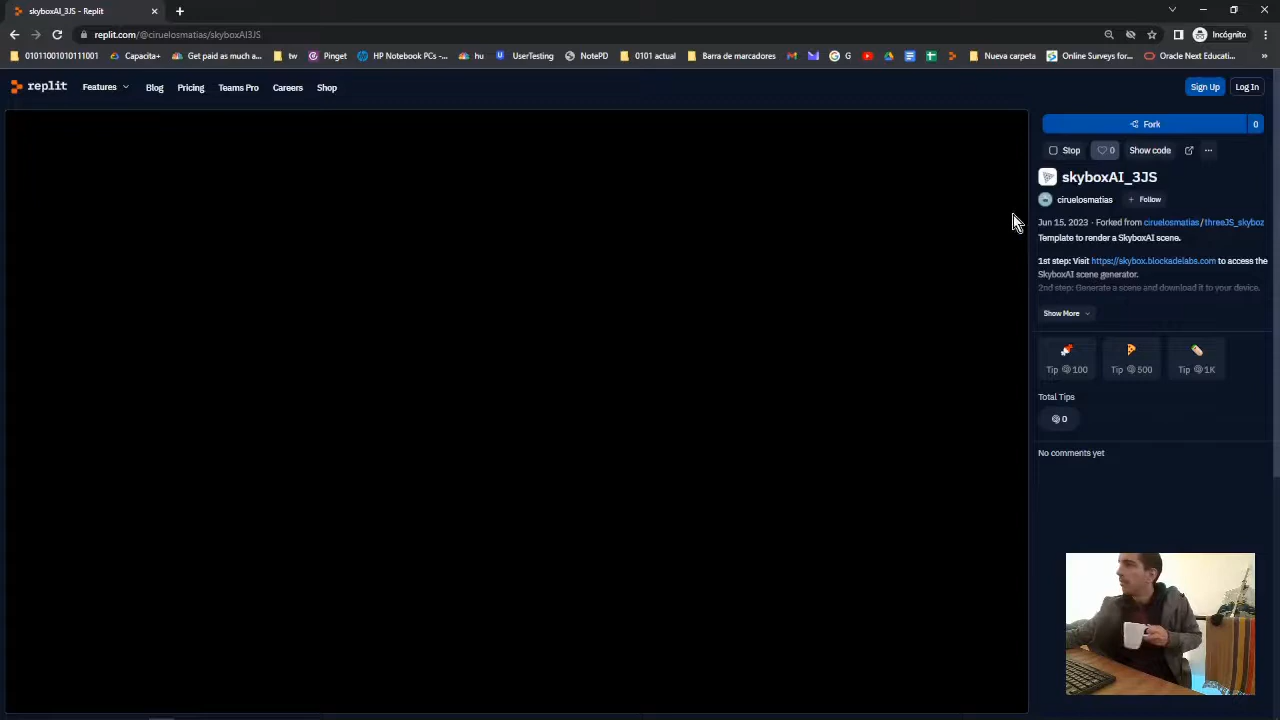 skyboxAI_3JS - Replit
replit.com/@ciruelosmatias/skyboxAI3JS
Incógnito
0101100101011 1001 Capacita+ Get paid as much a... tw Pinget HP Notebook PCs -... hu UserTesting NotePD 0101 actual Barra de marcadores G Nueva carpeta Online Surveys for... Oracle Next Educati...
replit Features Blog Pricing Teams Pro Careers Shop Sign Up Log In
Fork 0
Stop 0 Show code
skyboxAI_3JS
ciruelosmatias + Follow
Jun 15, 2023 · Forked from ciruelosmatias/threeJS_skyboz
Template to render a SkyboxAI scene.
1st step: Visit https://skybox.blockadelabs.com to access the
SkyboxAI scene generator.
2nd step: Generate a scene and download it to your device.
Show More
Tip 100 Tip 500 Tip 1K
Total Tips
0
No comments yet